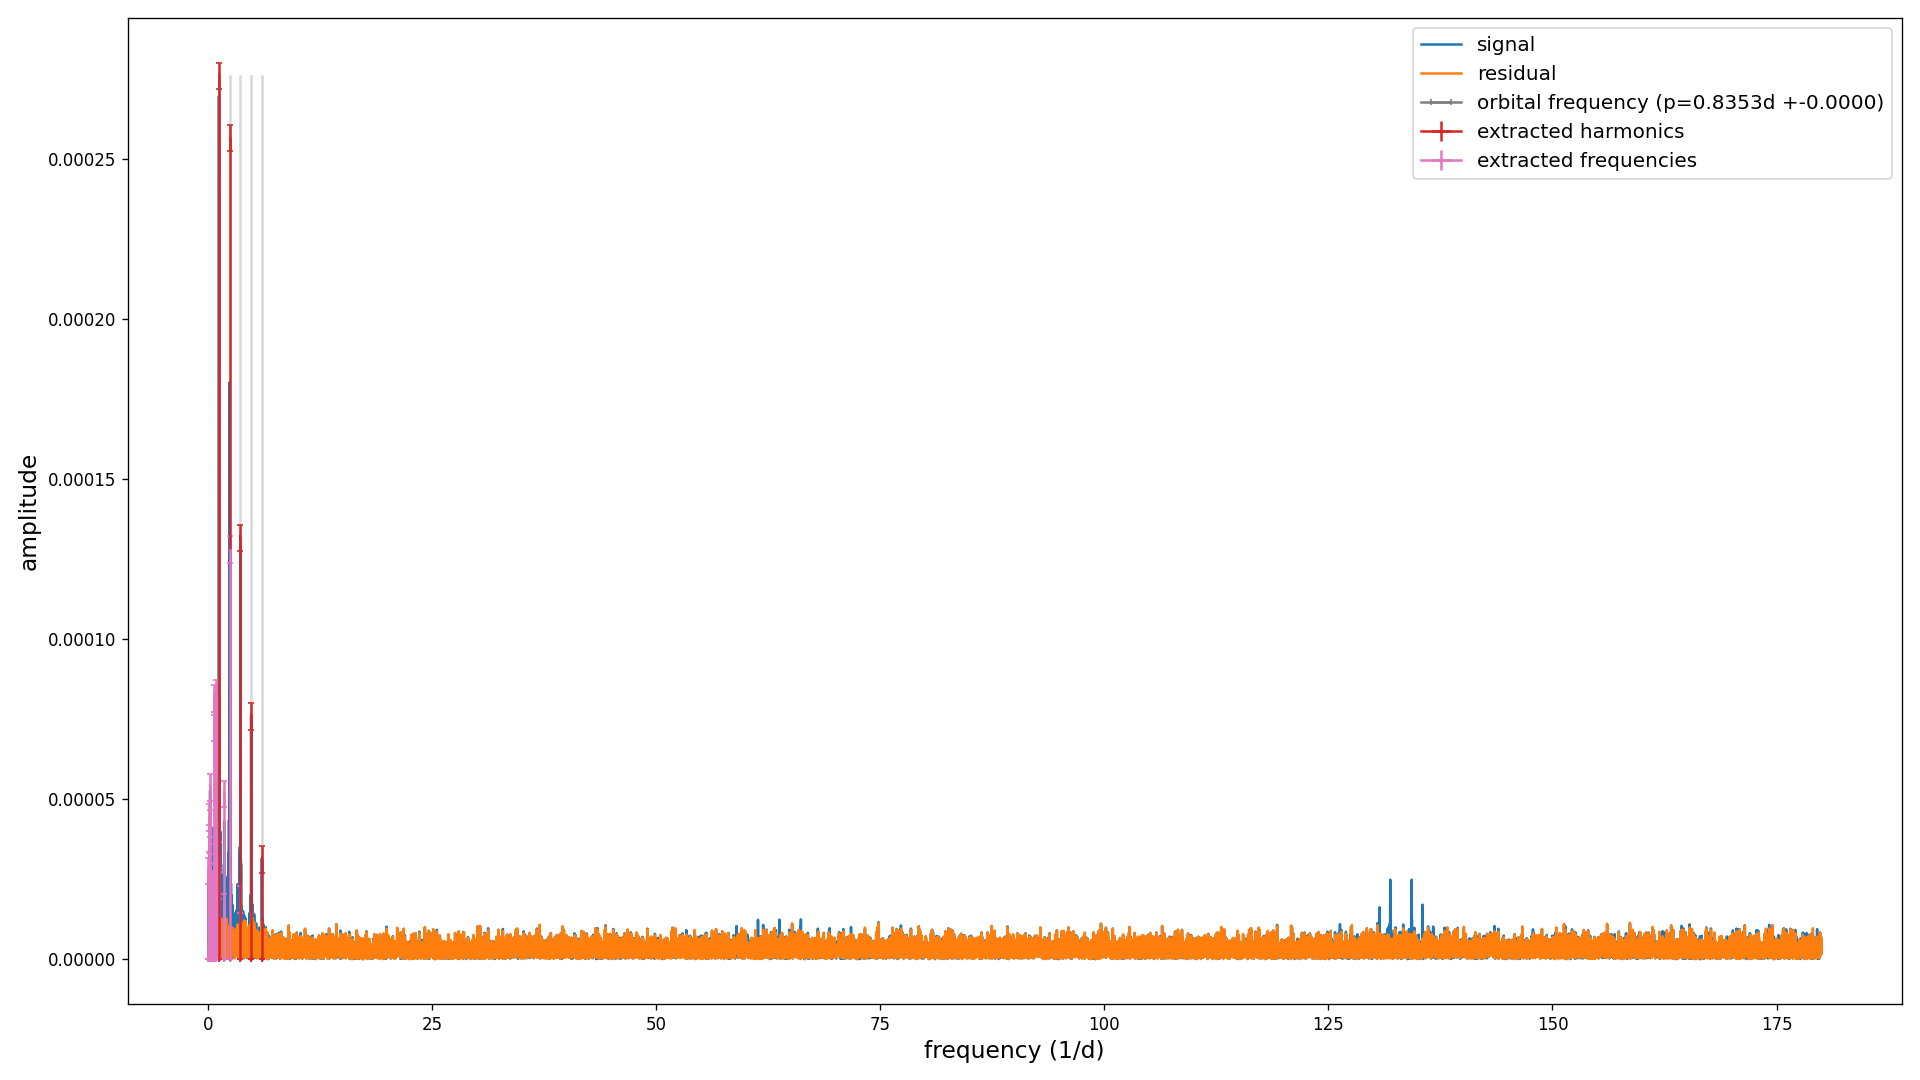 signal
residual
orbital frequency (p=0.8353d +-0.0000)
extracted harmonics
extracted frequencies
0.00025
0.00020
0.00015
0.00010
0.00005
0.00000
amplitude
0 25 50 75 100 125 150 175
frequency (1/d)